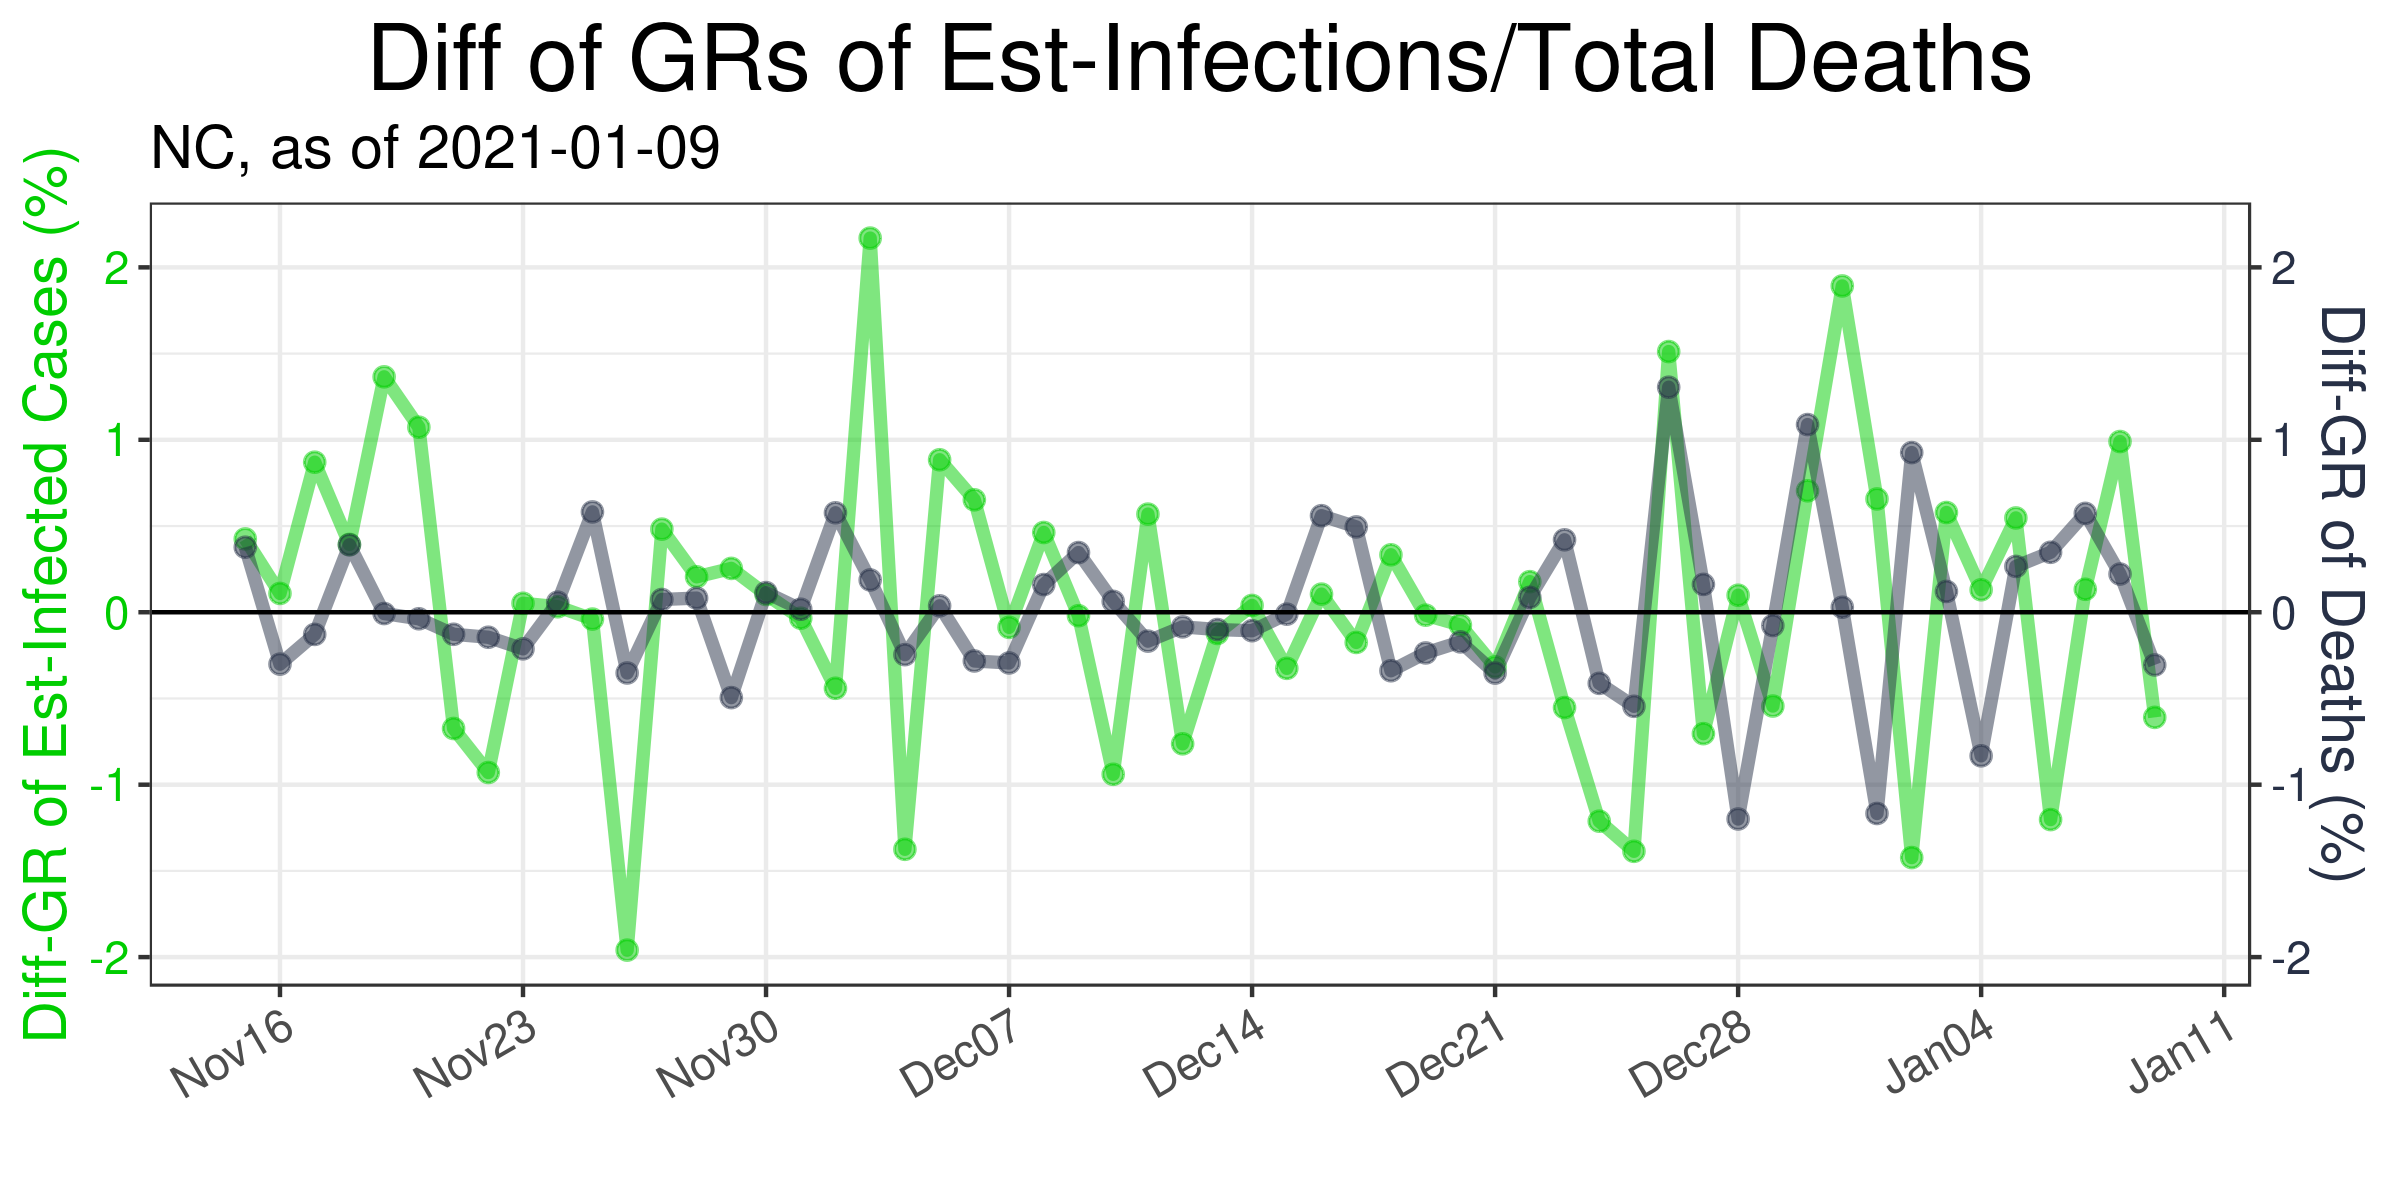 Diff of GRs of Est-Infections/Total Deaths
NC, as of 2021-01-09
Diff-GR of Est-Infected Cases (%)
2
1
0
-1
-2
2
1
0
-1
-2
Diff-GR of Deaths (%)
Nov16
Nov23
Nov30
Dec07
Dec14
Dec21
Dec28
Jan04
Jan11